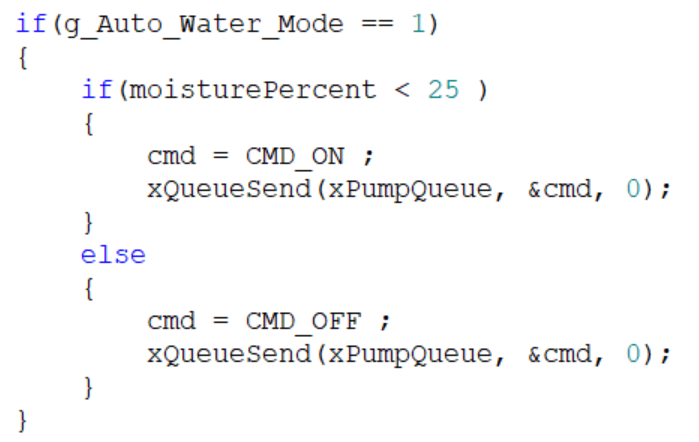 if(g_Auto_Water_Mode == 1)
{
    if(moisturePercent < 25 )
    {
        cmd = CMD_ON ;
        xQueueSend(xPumpQueue, &cmd, 0);
    }
    else
    {
        cmd = CMD_OFF ;
        xQueueSend(xPumpQueue, &cmd, 0);
    }
}